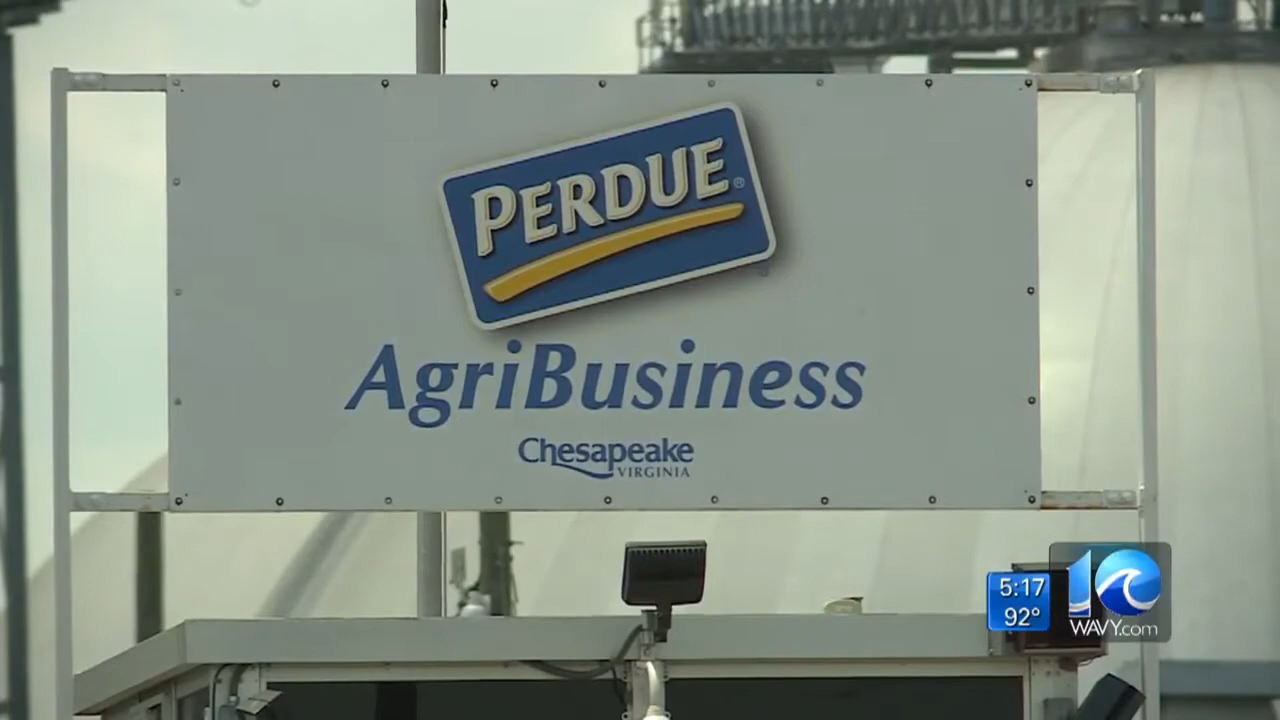 PERDUE®
AgriBusiness
Chesapeake
VIRGINIA
5:17
92°
10
WAVY.com